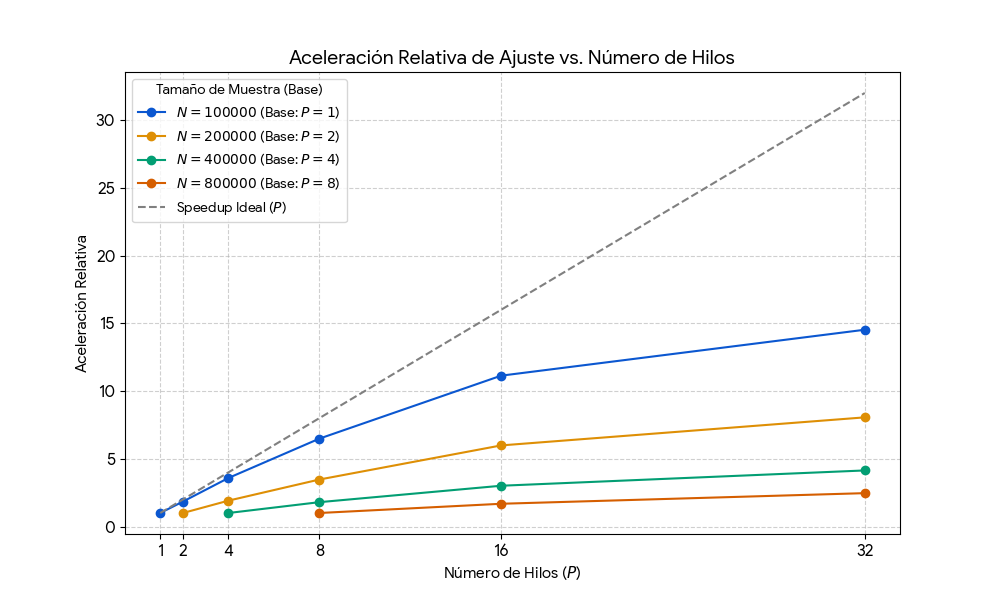 Aceleración Relativa de Ajuste vs. Número de Hilos
Tamaño de Muestra (Base)
N = 100000 (Base: P = 1)
N = 200000 (Base: P = 2)
N = 400000 (Base: P = 4)
N = 800000 (Base: P = 8)
Speedup Ideal (P)
Aceleración Relativa
30
25
20
15
10
5
0
1 2 4 8 16 32
Número de Hilos (P)